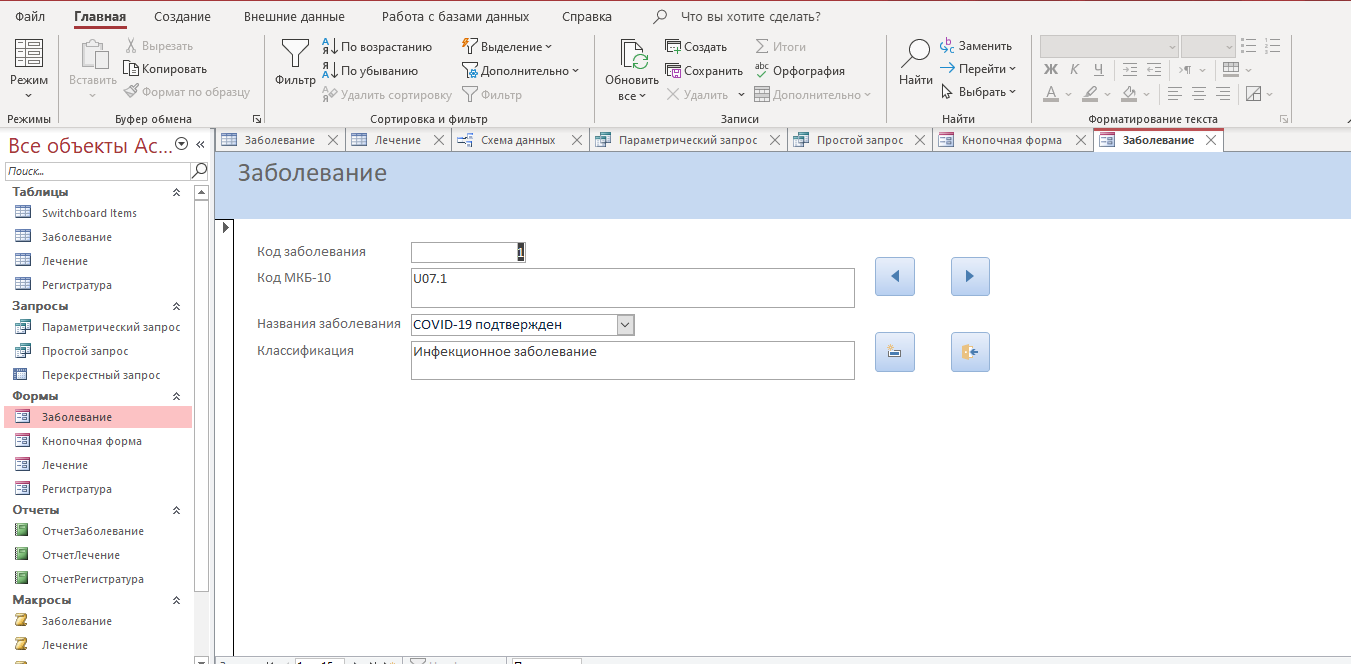 Файл Главная Создание Внешние данные Работа с базами данных Справка Что вы хотите сделать?
Режим
Режимы
Вставить
Вырезать
Копировать
Формат по образцу
Буфер обмена
Фильтр
По возрастанию
По убыванию
Удалить сортировку
Выделение
Дополнительно
Фильтр
Сортировка и фильтр
Обновить
все
Создать
Сохранить
Удалить
Итоги
Орфография
Дополнительно
Записи
Найти
Заменить
Перейти
Выбрать
Найти
Ж К Ч
А
Форматирование текста
Все объекты Ac...
Поиск...
Таблицы
Switchboard Items
Заболевание
Лечение
Регистратура
Запросы
Параметрический запрос
Простой запрос
Перекрестный запрос
Формы
Заболевание
Кнопочная форма
Лечение
Регистратура
Отчеты
ОтчетЗаболевание
ОтчетЛечение
ОтчетРегистратура
Макросы
Заболевание
Лечение
Заболевание Лечение Схема данных Параметрический запрос Простой запрос Кнопочная форма Заболевание
Заболевание
Код заболевания 1
Код МКБ-10 U07.1
Названия заболевания COVID-19 подтвержден
Классификация Инфекционное заболевание